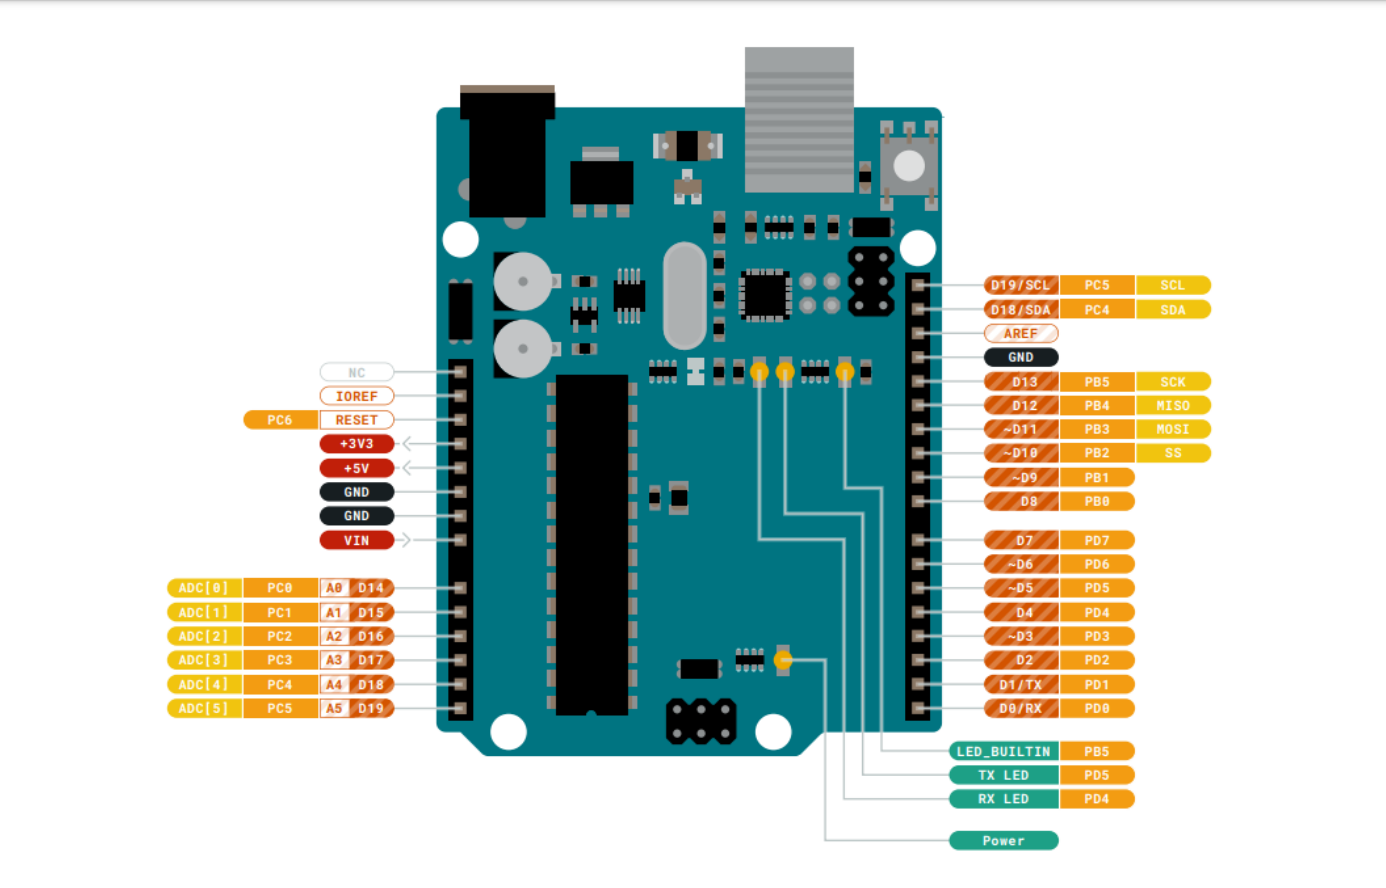 D19/SCL PC5 SCL
D18/SDA PC4 SDA
AREF
GND
NC
D13 PB5 SCK
IOREF
D12 PB4 MISO
PC6 RESET
~D11 PB3 MOSI
+3V3
~D10 PB2 SS
+5V
~D9 PB1
GND
D8 PB0
GND
VIN
D7 PD7
~D6 PD6
ADC[0] PC0 A0 D14
~D5 PD5
ADC[1] PC1 A1 D15
D4 PD4
ADC[2] PC2 A2 D16
~D3 PD3
ADC[3] PC3 A3 D17
D2 PD2
ADC[4] PC4 A4 D18
D1/TX PD1
ADC[5] PC5 A5 D19
D0/RX PD0
LED_BUILTIN PB5
TX LED PD5
RX LED PD4
Power